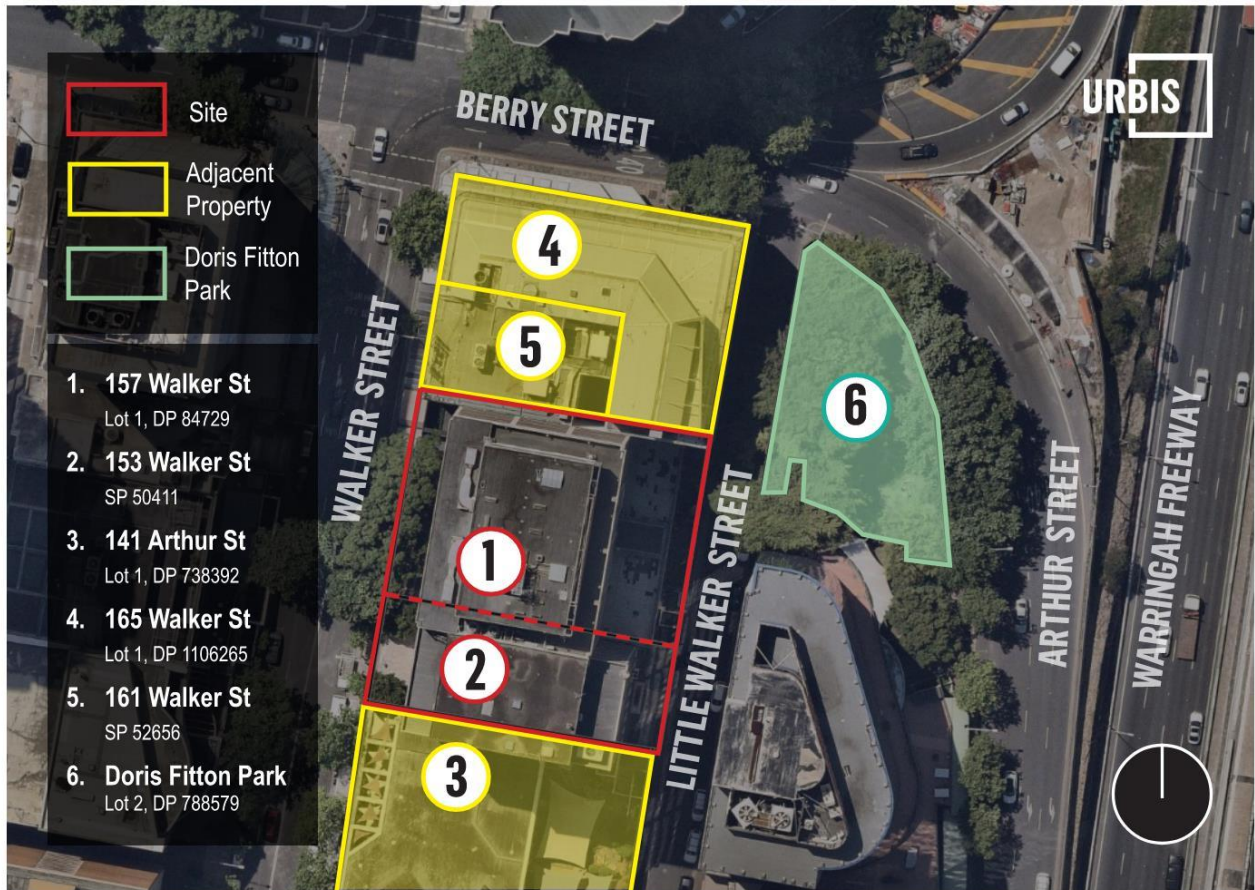 Site
Adjacent
Property
Doris Fitton
Park
1. 157 Walker St
Lot 1, DP 84729
2. 153 Walker St
SP 50411
3. 141 Arthur St
Lot 1, DP 738392
4. 165 Walker St
Lot 1, DP 1106265
5. 161 Walker St
SP 52656
6. Doris Fitton Park
Lot 2, DP 788579
URBIS
BERRY STREET
WALKER STREET
LITTLE WALKER STREET
ARTHUR STREET
WARRINGAH FREEWAY
4
5
6
1
2
3